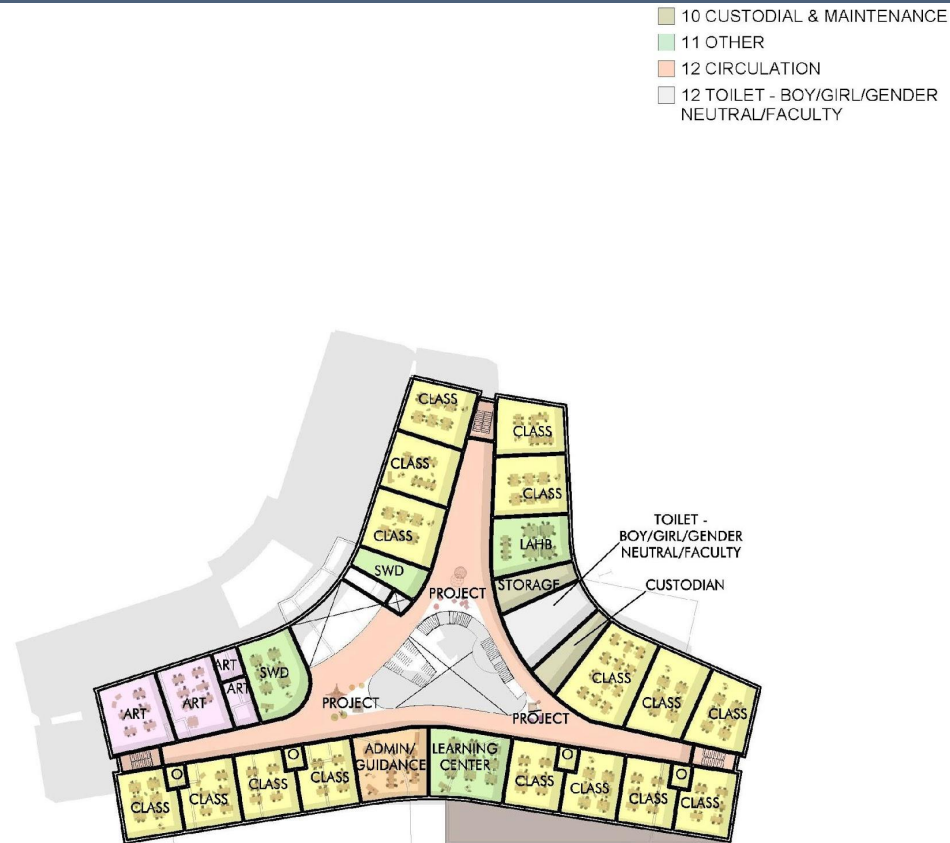 10 CUSTODIAL & MAINTENANCE
11 OTHER
12 CIRCULATION
12 TOILET - BOY/GIRL/GENDER
NEUTRAL/FACULTY
CLASS
CLASS
CLASS
CLASS
CLASS
LAHB
TOILET -
BOY/GIRL/GENDER
NEUTRAL/FACULTY
SWD
STORAGE
CUSTODIAN
PROJECT
ART
SWD
ART
CLASS
ART
ART
PROJECT
PROJECT
CLASS
CLASS
ADMIN/
GUIDANCE
LEARNING
CENTER
CLASS
CLASS
CLASS
CLASS
CLASS
CLASS
CLASS
CLASS